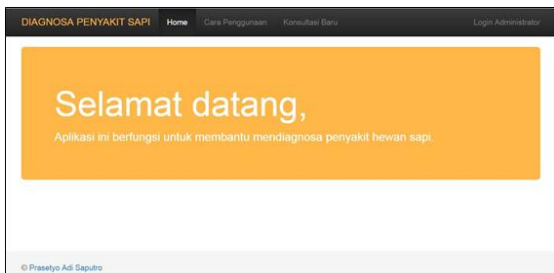 DIAGNOSA PENYAKIT SAPI Home Cara Penggunaan Konsultasi Baru Login Administrator
Selamat datang,
Aplikasi ini berfungsi untuk membantu mendiagnosa penyakit hewan sapi.
© Prasetyo Adi Saputro